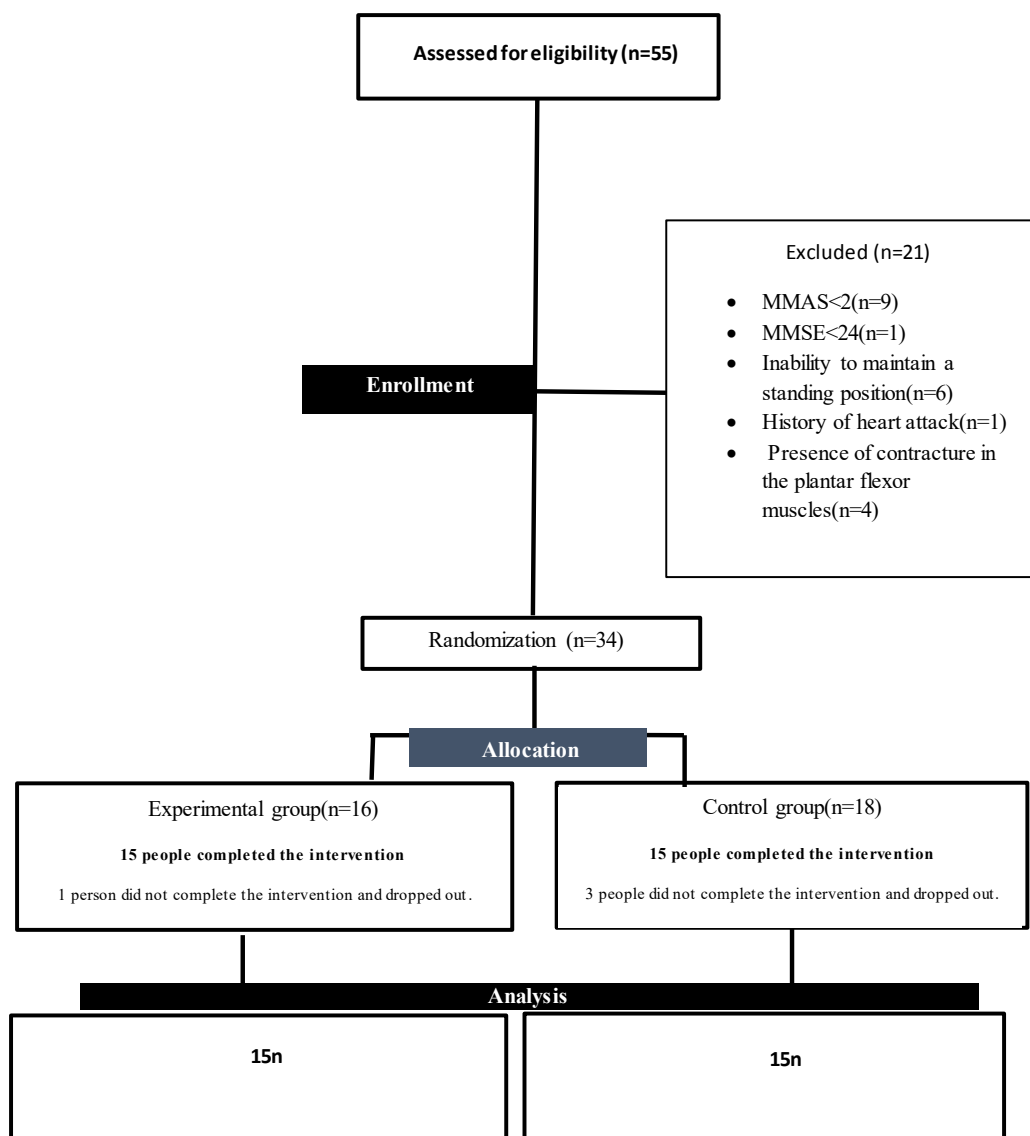 Assessed for eligibility (n=55)
Excluded (n=21)
• MMAS<2(n=9)
• MMSE<24(n=1)
• Inability to maintain a
standing position(n=6)
• History of heart attack(n=1)
• Presence of contracture in
the plantar flexor
muscles(n=4)
Enrollment
Randomization (n=34)
Allocation
Experimental group(n=16)
15 people completed the intervention
1 person did not complete the intervention and dropped out.
Control group(n=18)
15 people completed the intervention
3 people did not complete the intervention and dropped out.
Analysis
15n
15n